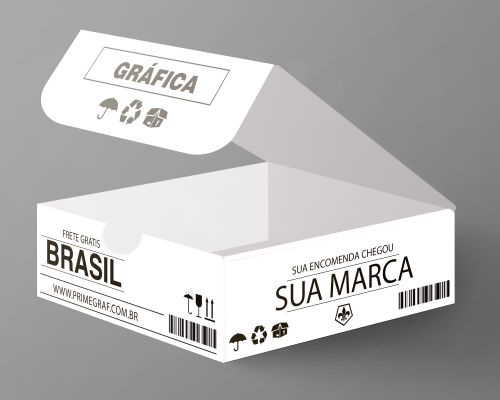 GRÁFICA
FRETE GRATIS
BRASIL
WWW.PRIMEGRAF.COM.BR
SUA ENCOMENDA CHEGOU
SUA MARCA